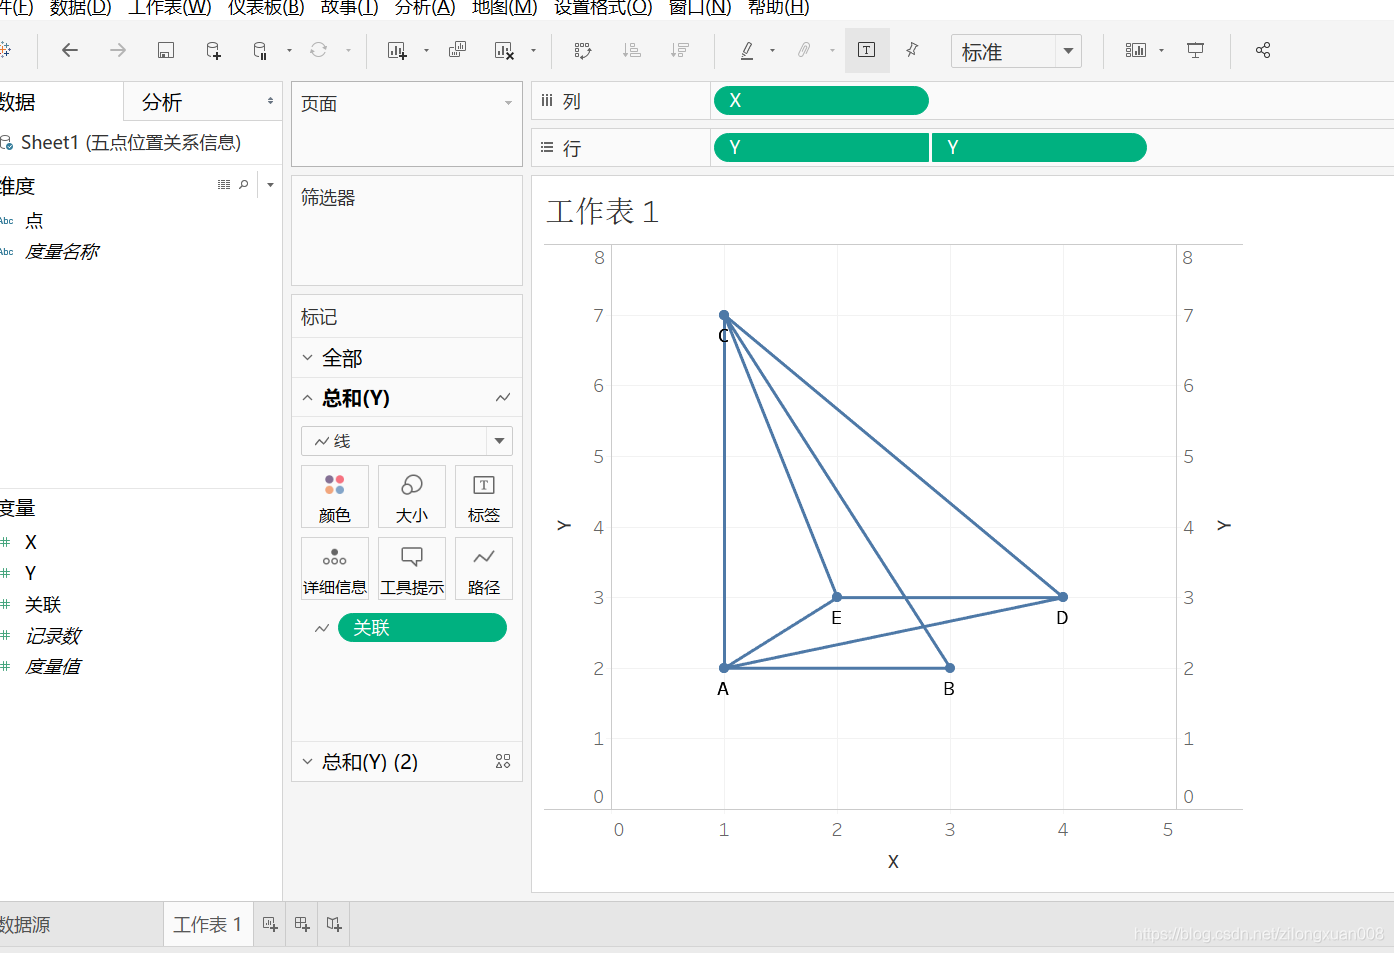 件(F) 数据(D) 工作表(W) 仪表板(B) 故事(T) 分析(A) 地图(M) 设置格式(O) 窗口(N) 帮助(H)
标准
数据 分析
Sheet1 (五点位置关系信息)
维度
Abc 点
Abc 度量名称
度量
X
Y
关联
记录数
度量值
页面
筛选器
标记
全部
总和(Y)
线
颜色 大小 标签
详细信息 工具提示 路径
关联
总和(Y) (2)
列 X
行 Y Y
工作表 1
8 8
7 7
C
6 6
5 5
Y 4 4 Y
3 3
E D
2 2
A B
1 1
0 0
0 1 2 3 4 5
X
数据源 工作表 1
https://blog.csdn.net/zilongxuan008